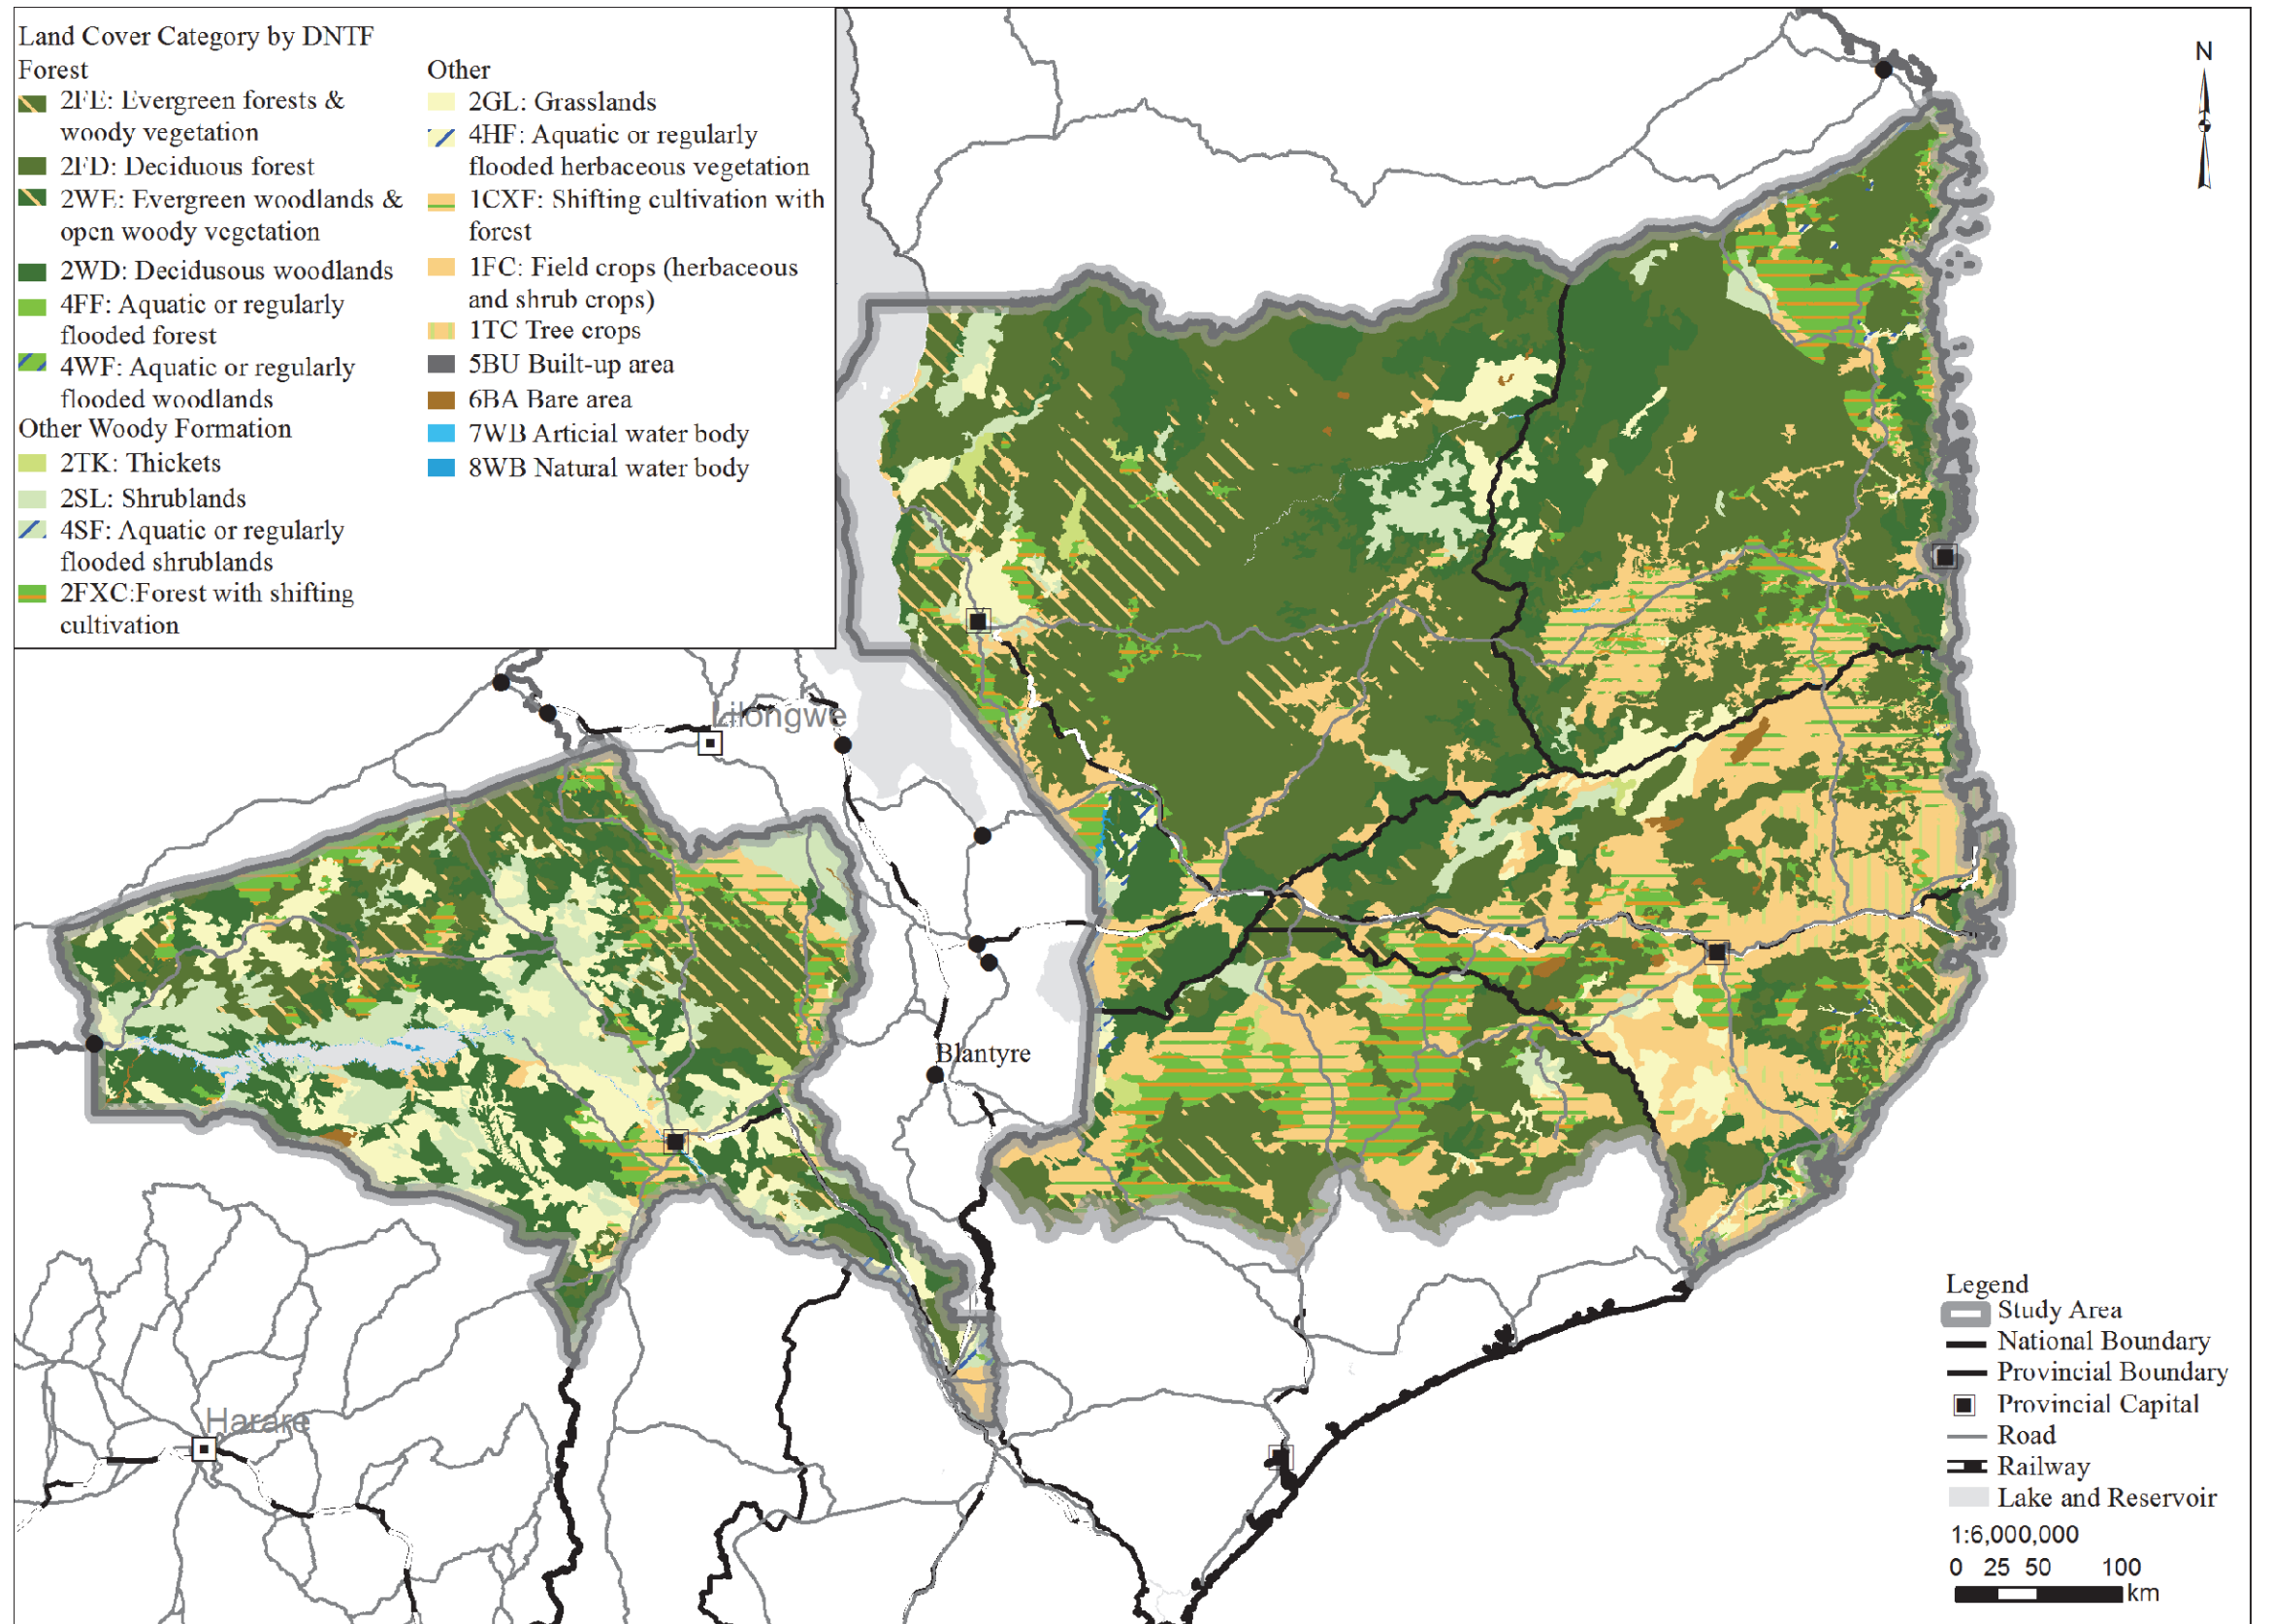 Land Cover Category by DNTF
Forest
2FE: Evergreen forests &
woody vegetation
2FD: Deciduous forest
2WE: Evergreen woodlands &
open woody vegetation
2WD: Decidusous woodlands
4FF: Aquatic or regularly
flooded forest
4WF: Aquatic or regularly
flooded woodlands
Other Woody Formation
2TK: Thickets
2SL: Shrublands
4SF: Aquatic or regularly
flooded shrublands
2FXC:Forest with shifting
cultivation
Other
2GL: Grasslands
4HF: Aquatic or regularly
flooded herbaceous vegetation
1CXF: Shifting cultivation with
forest
1FC: Field crops (herbaceous
and shrub crops)
1TC Tree crops
5BU Built-up area
6BA Bare area
7WB Articial water body
8WB Natural water body
N
Lilongwe
Blantyre
Harare
Legend
Study Area
National Boundary
Provincial Boundary
Provincial Capital
Road
Railway
Lake and Reservoir
1:6,000,000
0 25 50 100
km